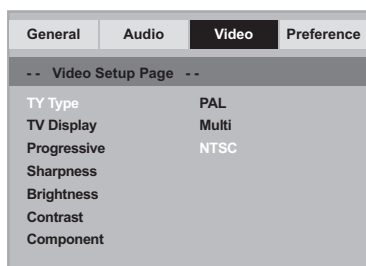 General Audio Video Preference
-- Video Setup Page --
TY Type PAL
TV Display Multi
Progressive NTSC
Sharpness
Brightness
Contrast
Component